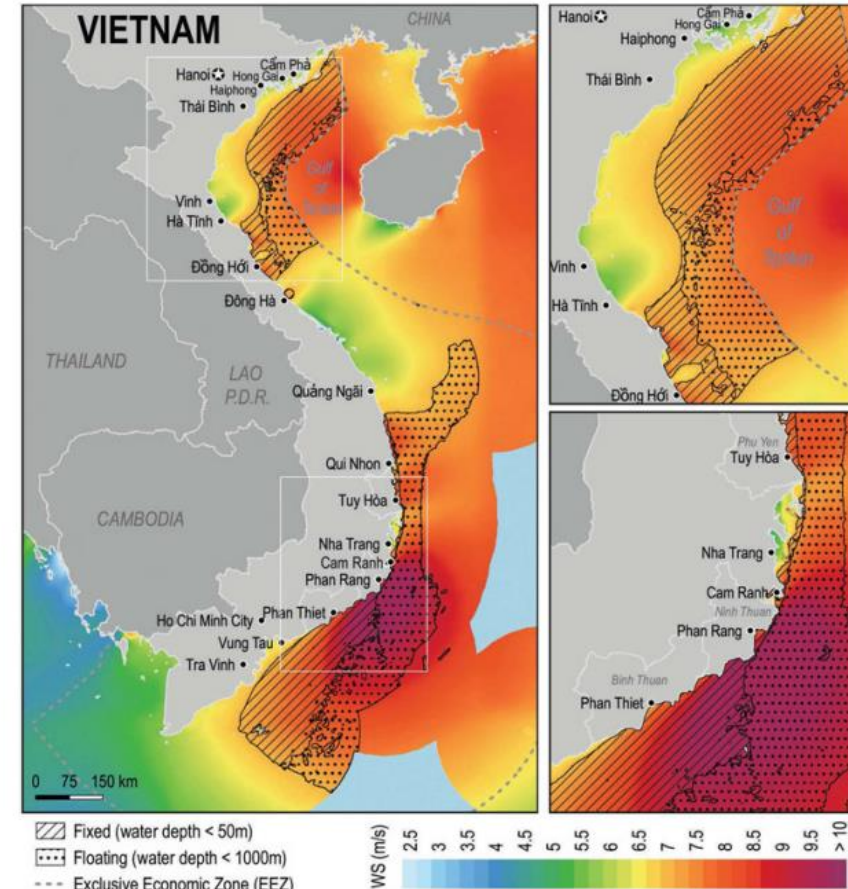 VIETNAM
CHINA
Hanoi
Cẩm Phả
Hong Gai
Haiphong
Thái Bình
Gulf
of
Vinh
Hà Tĩnh
Đồng Hới
Đông Hà
THAILAND
LAO
P.D.R.
Quảng Ngãi
Qui Nhon
Tuy Hòa
CAMBODIA
Nha Trang
Cam Ranh
Phan Rang
Ho Chi Minh City
Phan Thiet
Vung Tau
Tra Vinh
0 75 150 km
Hanoi
Cẩm Phả
Hong Gai
Haiphong
Thái Bình
Gulf
of
Vinh
Hà Tĩnh
Đồng Hới
Phu Yen
Tuy Hòa
Nha Trang
Cam Ranh
Ninh Thuan
Phan Rang
Binh Thuan
Phan Thiet
Fixed (water depth < 50m)
Floating (water depth < 1000m)
Exclusive Economic Zone (EEZ)
WS (m/s)
2.5 3 3.5 4.5 5 5.5 6 6.5 7 7.5 8 8.5 9.5 > 10